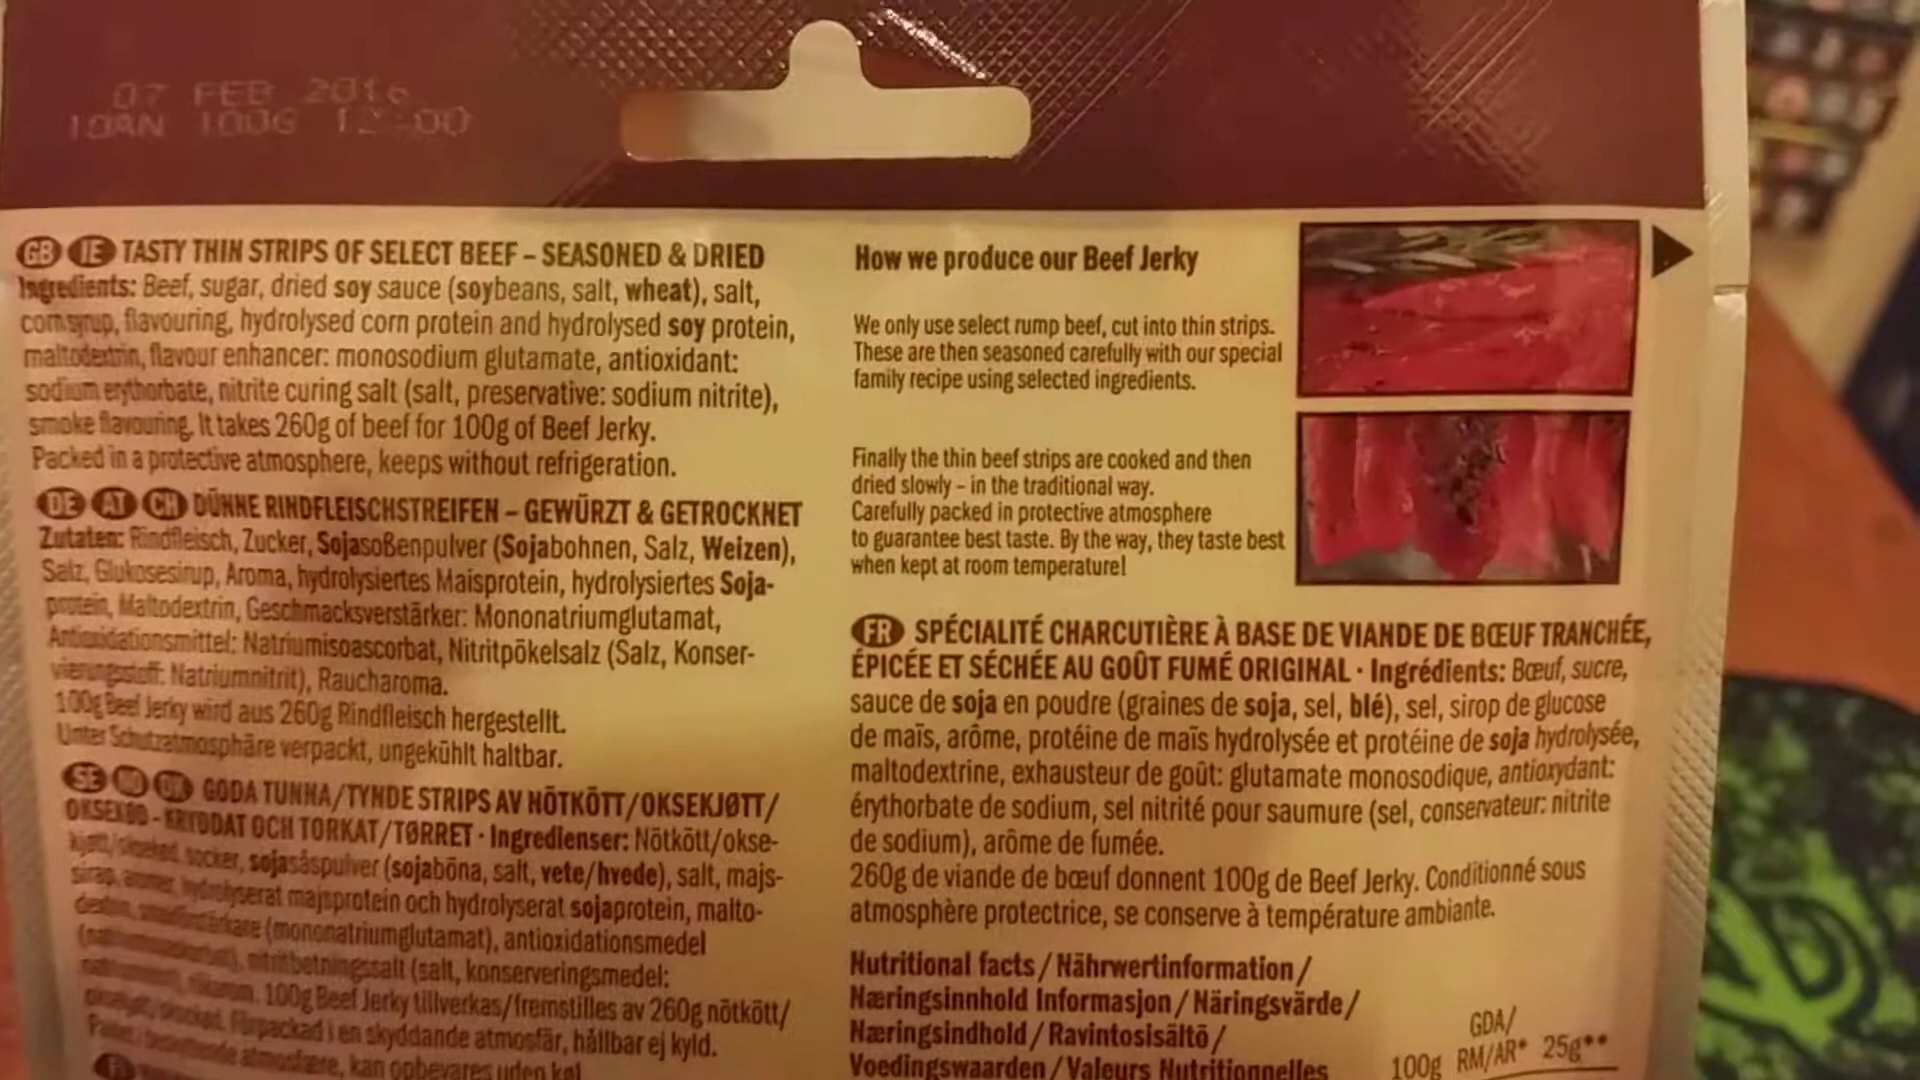 07 FEB 2016
10AN 100G 12:00
GB IE TASTY THIN STRIPS OF SELECT BEEF – SEASONED & DRIED
Ingredients: Beef, sugar, dried soy sauce (soybeans, salt, wheat), salt,
corn syrup, flavouring, hydrolysed corn protein and hydrolysed soy protein,
maltodextrin, flavour enhancer: monosodium glutamate, antioxidant:
sodium erythorbate, nitrite curing salt (salt, preservative: sodium nitrite),
smoke flavouring. It takes 260g of beef for 100g of Beef Jerky.
Packed in a protective atmosphere, keeps without refrigeration.
DE AT CH DÜNNE RINDFLEISCHSTREIFEN – GEWÜRZT & GETROCKNET
Zutaten: Rindfleisch, Zucker, Sojasoßenpulver (Sojabohnen, Salz, Weizen),
Salz, Glukosesirup, Aroma, hydrolysiertes Maisprotein, hydrolysiertes Soja-
protein, Maltodextrin, Geschmacksverstärker: Mononatriumglutamat,
Antioxidationsmittel: Natriumisoascorbat, Nitritpökelsalz (Salz, Konser-
vierungsstoff: Natriumnitrit), Raucharoma.
100g Beef Jerky wird aus 260g Rindfleisch hergestellt.
Unter Schutzatmosphäre verpackt, ungekühlt haltbar.
SE NO DK GODA TUNNA/TYNDE STRIPS AV NÖTKÖTT/OKSEKJØTT/
OKSEKØD – KRYDDAT OCH TORKAT/TØRRET · Ingredienser: Nötkött/okse-
kjøtt/oksekød, socker, sojasåspulver (sojaböna, salt, vete/hvede), salt, majs-
sirap, aromer, hydrolyserat majsprotein och hydrolyserat sojaprotein, malto-
dextrin, smakförstärkare (mononatriumglutamat), antioxidationsmedel
nitritbetningssalt (salt, konserveringsmedel:
100g Beef Jerky tillverkas/fremstilles av 260g nötkött/
Förpackad i en skyddande atmosfär, hållbar ej kyld.
atmosfære, kan opbevares uden køl.
How we produce our Beef Jerky
We only use select rump beef, cut into thin strips.
These are then seasoned carefully with our special
family recipe using selected ingredients.
Finally the thin beef strips are cooked and then
dried slowly – in the traditional way.
Carefully packed in protective atmosphere
to guarantee best taste. By the way, they taste best
when kept at room temperature!
FR SPÉCIALITÉ CHARCUTIÈRE À BASE DE VIANDE DE BŒUF TRANCHÉE,
ÉPICÉE ET SÉCHÉE AU GOÛT FUMÉ ORIGINAL · Ingrédients: Bœuf, sucre,
sauce de soja en poudre (graines de soja, sel, blé), sel, sirop de glucose
de maïs, arôme, protéine de maïs hydrolysée et protéine de soja hydrolysée,
maltodextrine, exhausteur de goût: glutamate monosodique, antioxydant:
érythorbate de sodium, sel nitrité pour saumure (sel, conservateur: nitrite
de sodium), arôme de fumée.
260g de viande de bœuf donnent 100g de Beef Jerky. Conditionné sous
atmosphère protectrice, se conserve à température ambiante.
Nutritional facts / Nährwertinformation /
Næringsinnhold Informasjon / Näringsvärde /
Næringsindhold / Ravintosisältö /
Voedingswaarden / Valeurs Nutritionnelles
GDA/
100g RM/AR* 25g**